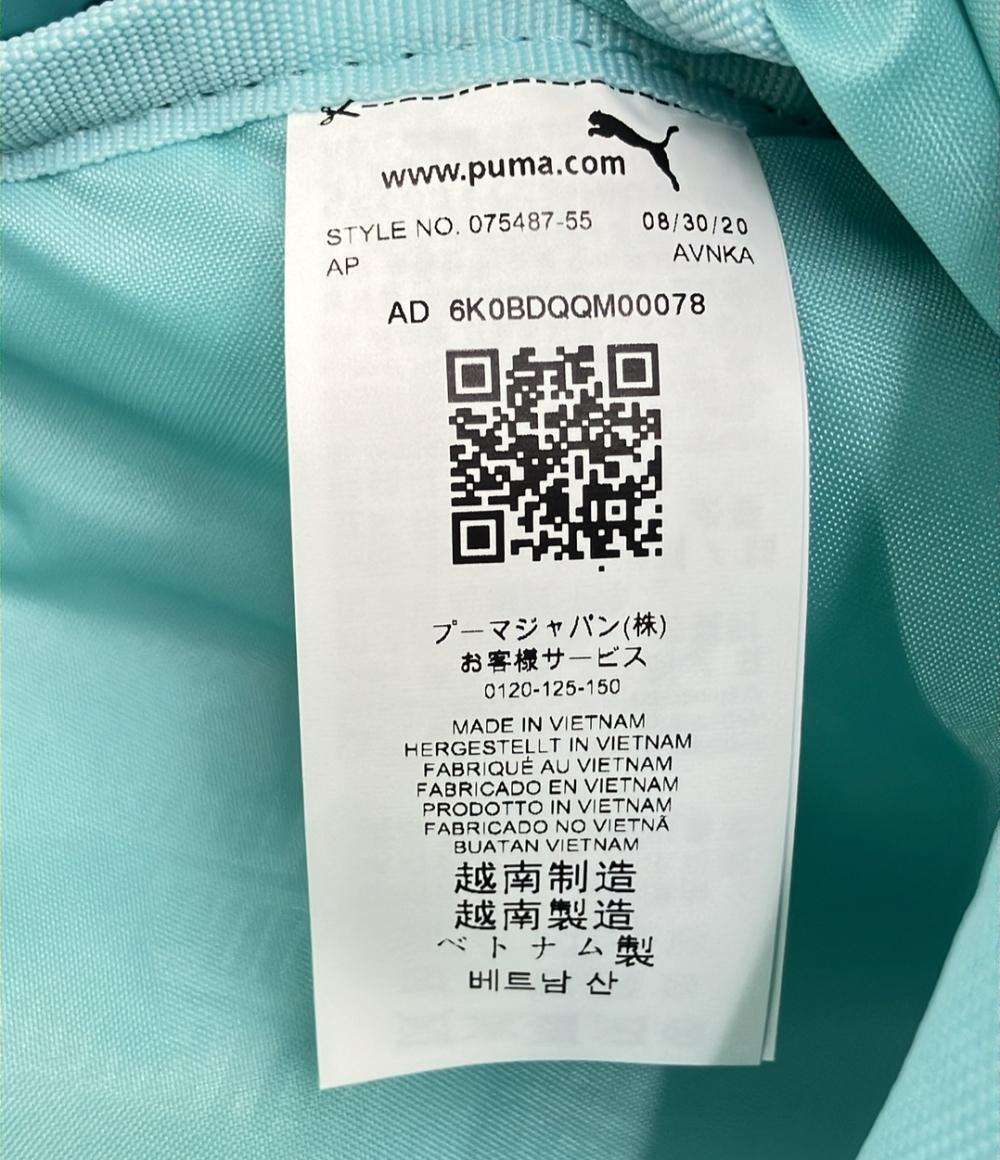 www.puma.com
STYLE NO. 075487-55 08/30/20
AP AVNKA
AD 6K0BDQQM00078
プーマジャパン(株)
お客様サービス
0120-125-150
MADE IN VIETNAM
HERGESTELLT IN VIETNAM
FABRIQUÉ AU VIETNAM
FABRICADO EN VIETNAM
PRODOTTO IN VIETNAM
FABRICADO NO VIETNÃ
BUATAN VIETNAM
越南制造
越南製造
ベトナム製
베트남 산